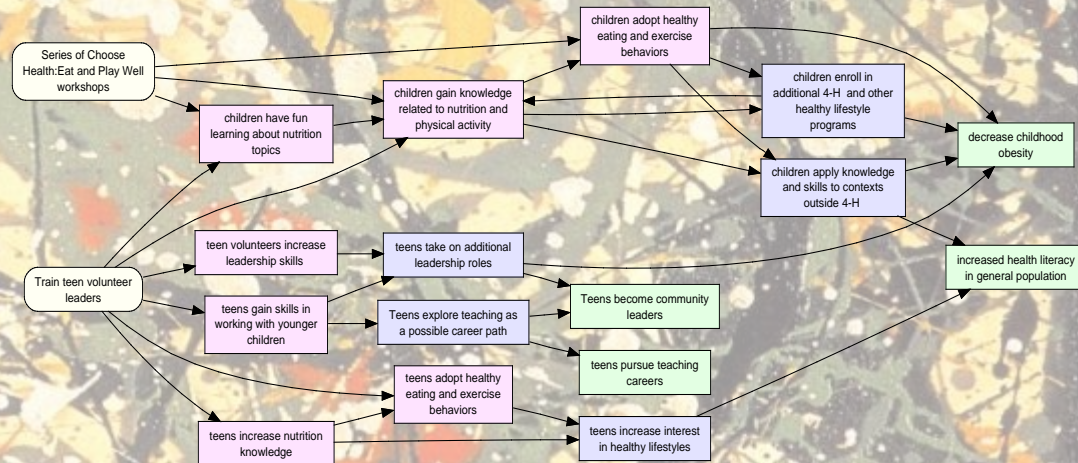 Series of Choose
Health:Eat and Play Well
workshops
children have fun
learning about nutrition
topics
children gain knowledge
related to nutrition and
physical activity
children adopt healthy
eating and exercise
behaviors
children enroll in
additional 4-H  and other
healthy lifestyle
programs
children apply knowledge
and skills to contexts
outside 4-H
decrease childhood
obesity
increased health literacy
in general population
Train teen volunteer
leaders
teen volunteers increase
leadership skills
teens gain skills in
working with younger
children
teens take on additional
leadership roles
Teens explore teaching as
a possible career path
Teens become community
leaders
teens pursue teaching
careers
teens adopt healthy
eating and exercise
behaviors
teens increase nutrition
knowledge
teens increase interest
in healthy lifestyles